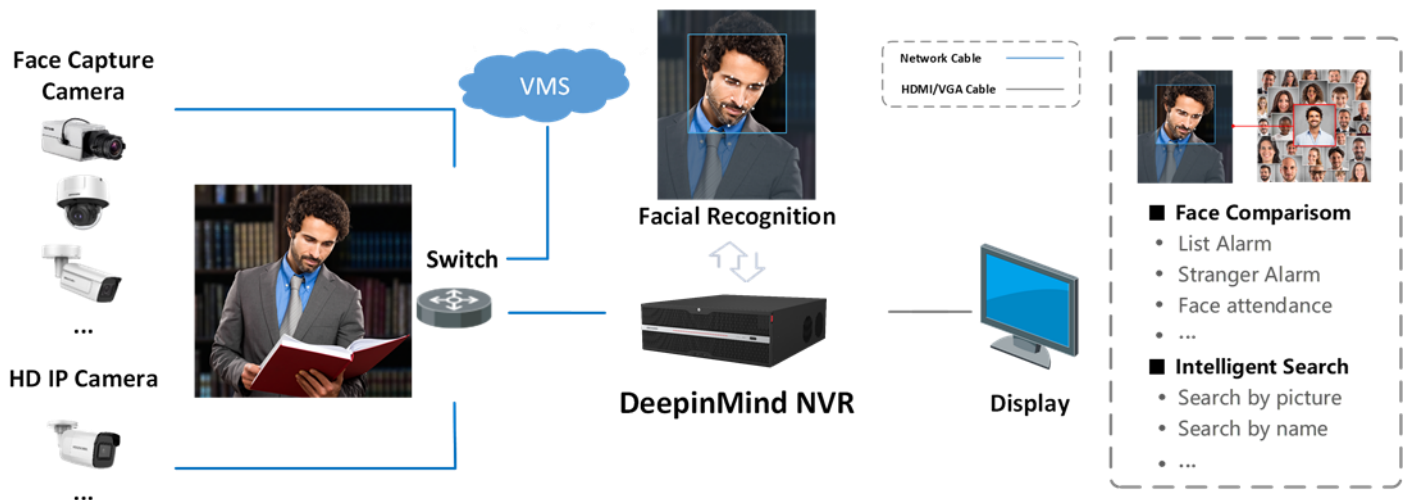 Face Capture
Camera
...
HD IP Camera
...
VMS
Switch
Facial Recognition
DeepinMind NVR
Display
Network Cable
HDMI/VGA Cable
■ Face Comparisom
• List Alarm
• Stranger Alarm
• Face attendance
• ...
■ Intelligent Search
• Search by picture
• Search by name
• ...